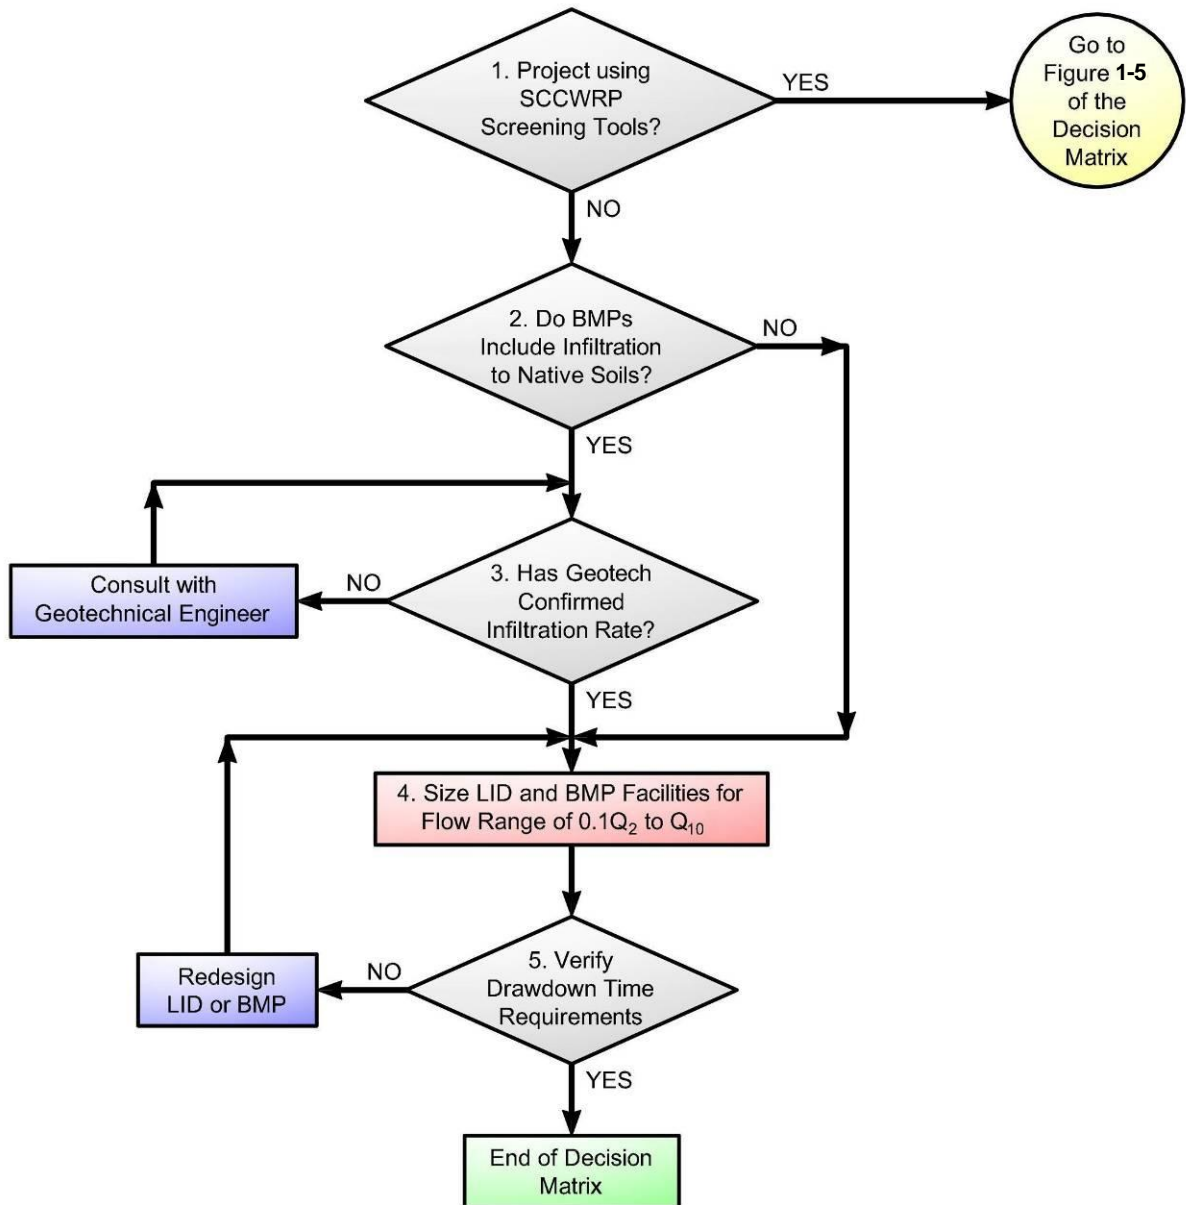 1. Project using
SCCWRP
Screening Tools?
YES
Go to
Figure 1-5
of the
Decision
Matrix
NO
2. Do BMPs
Include Infiltration
to Native Soils?
NO
YES
Consult with
Geotechnical Engineer
NO
3. Has Geotech
Confirmed
Infiltration Rate?
YES
4. Size LID and BMP Facilities for
Flow Range of 0.1Q₂ to Q₁₀
Redesign
LID or BMP
NO
5. Verify
Drawdown Time
Requirements
YES
End of Decision
Matrix